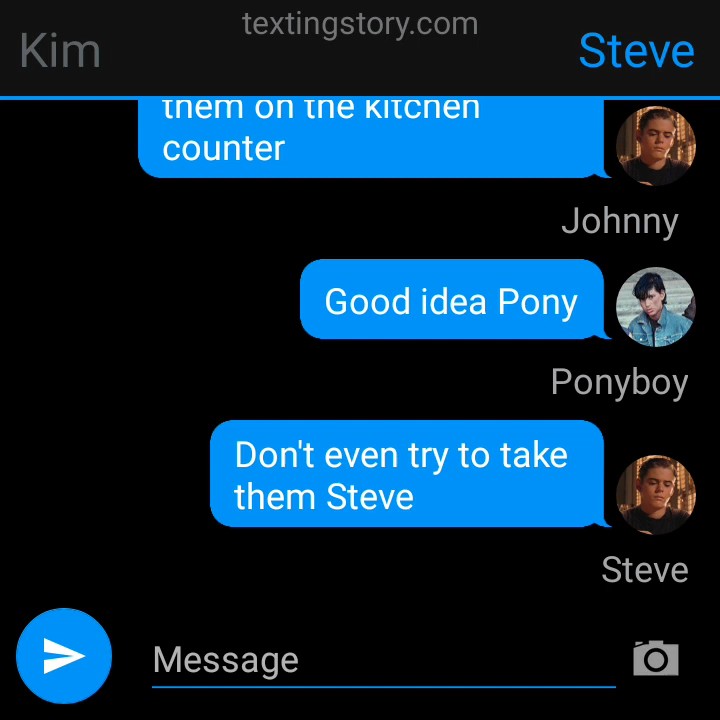 textingstory.com
Kim
Steve
them on the kitchen
counter
Johnny
Good idea Pony
Ponyboy
Don't even try to take
them Steve
Steve
Message